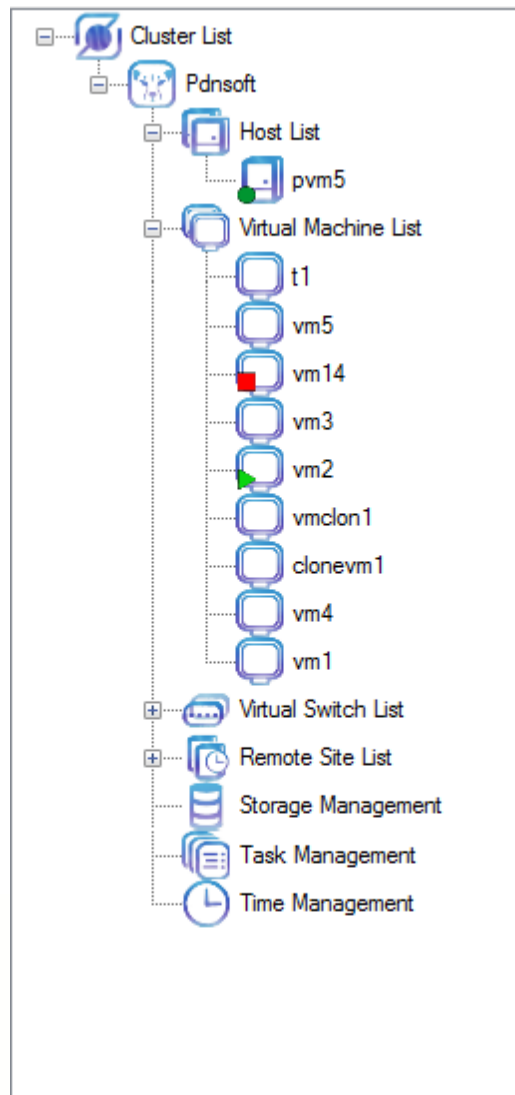 Cluster List
Pdnsoft
Host List
pvm5
Virtual Machine List
t1
vm5
vm14
vm3
vm2
vmclon1
clonevm1
vm4
vm1
Virtual Switch List
Remote Site List
Storage Management
Task Management
Time Management